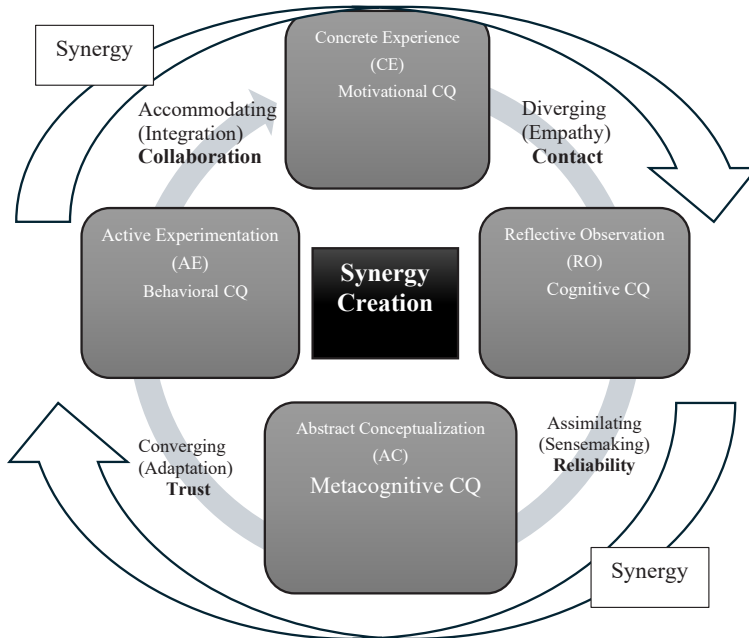 Synergy
Concrete Experience
(CE)
Motivational CQ
Accommodating
(Integration)
Collaboration
Diverging
(Empathy)
Contact
Active Experimentation
(AE)
Behavioral CQ
Synergy
Creation
Reflective Observation
(RO)
Cognitive CQ
Converging
(Adaptation)
Trust
Abstract Conceptualization
(AC)
Metacognitive CQ
Assimilating
(Sensemaking)
Reliability
Synergy